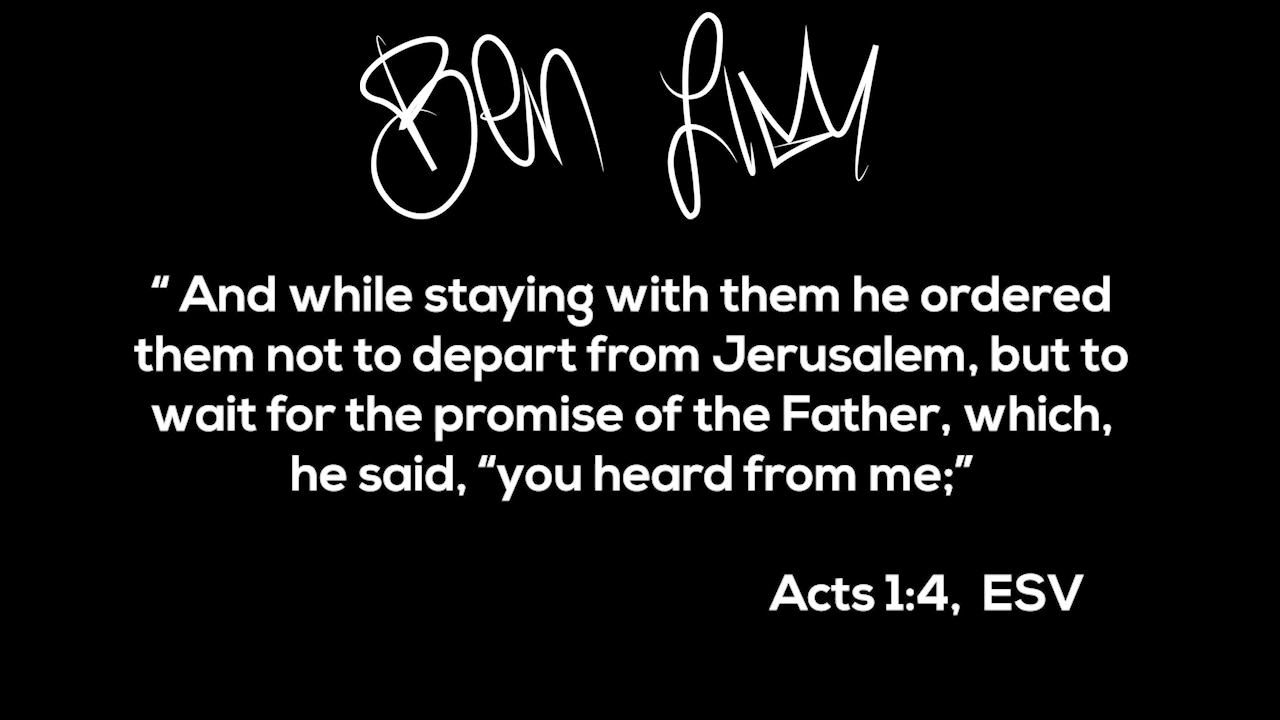 Ben
“ And while staying with them he ordered
them not to depart from Jerusalem, but to
wait for the promise of the Father, which,
he said, “you heard from me;”
Acts 1:4, ESV